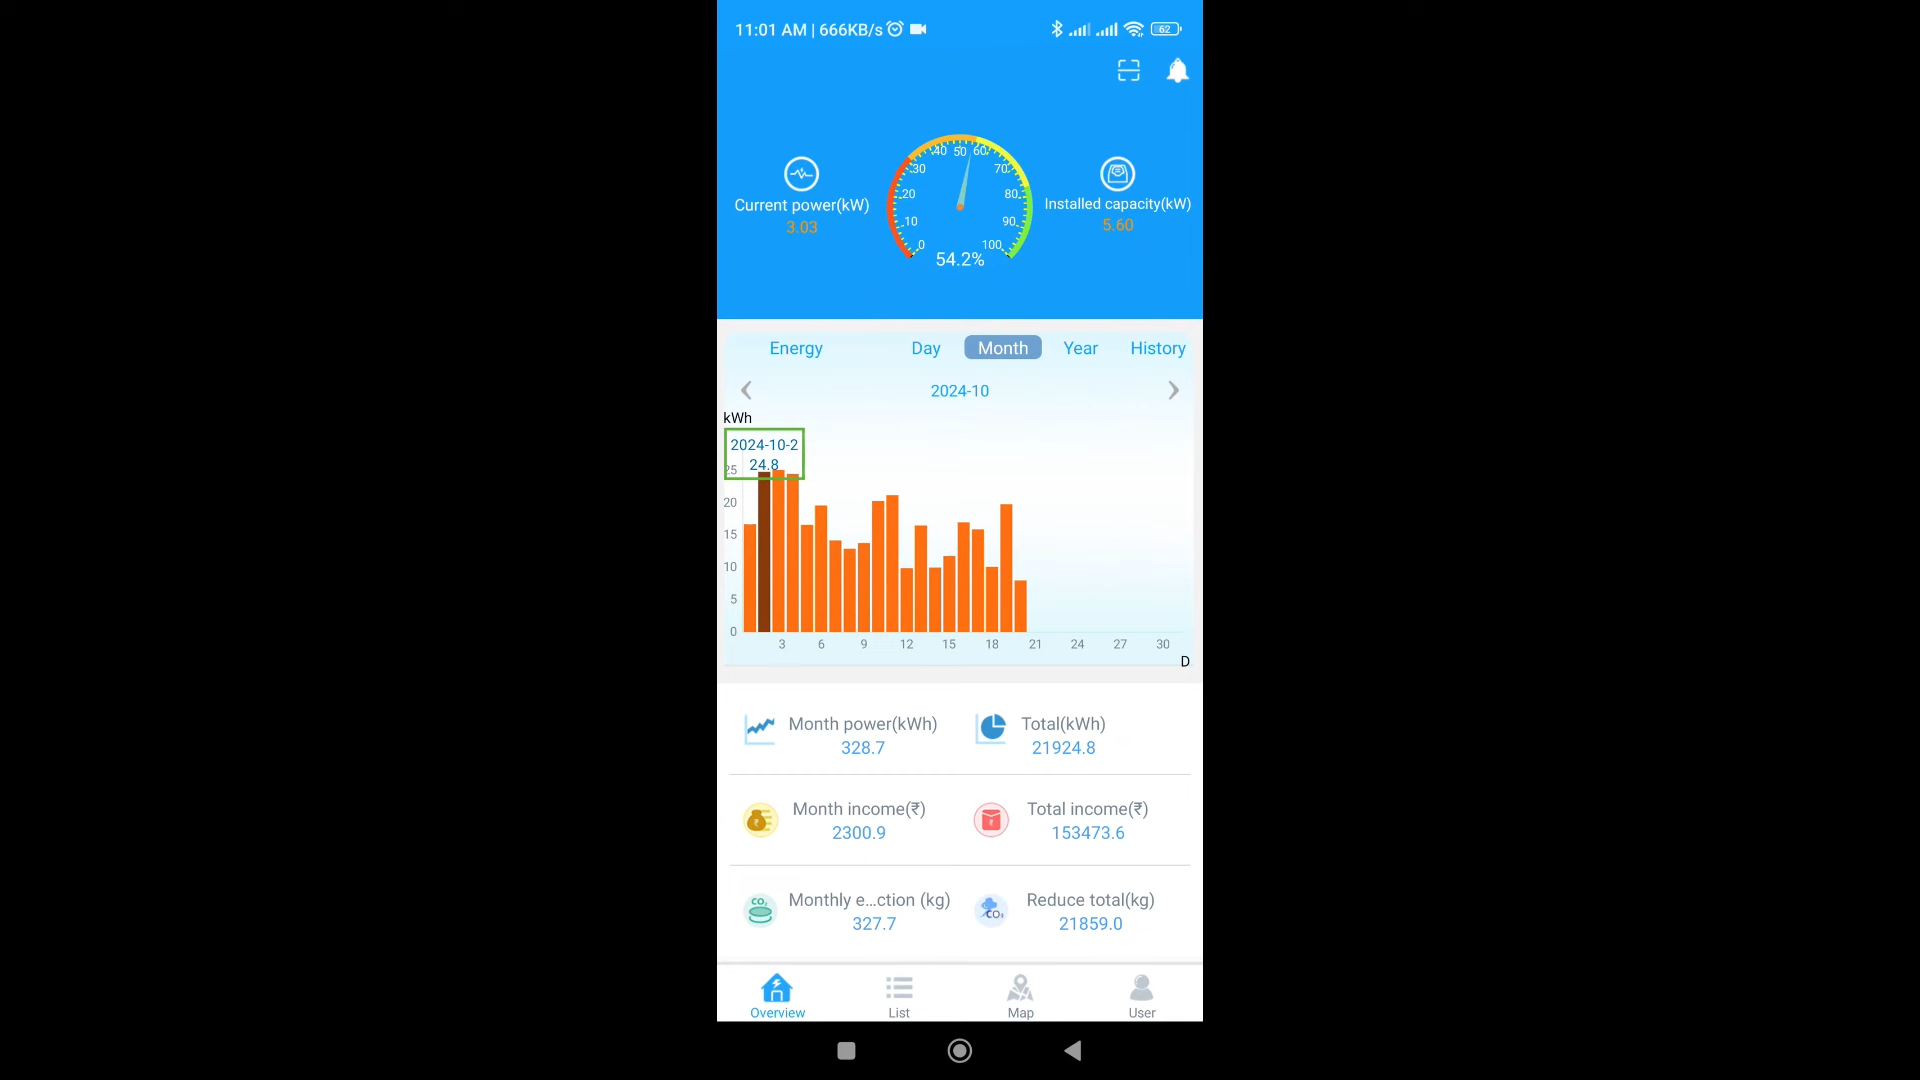 11:01 AM | 666KB/s
62
Current power(kW)
3.03
0 10 20 30 40 50 60 70 80 90 100
54.2%
Installed capacity(kW)
5.60
Energy Day Month Year History
2024-10
kWh
2024-10-2
24.8
25
20
15
10
5
0
3 6 9 12 15 18 21 24 27 30
D
Month power(kWh)
328.7
Total(kWh)
21924.8
Month income(₹)
2300.9
Total income(₹)
153473.6
Monthly e...ction (kg)
327.7
Reduce total(kg)
21859.0
Overview List Map User